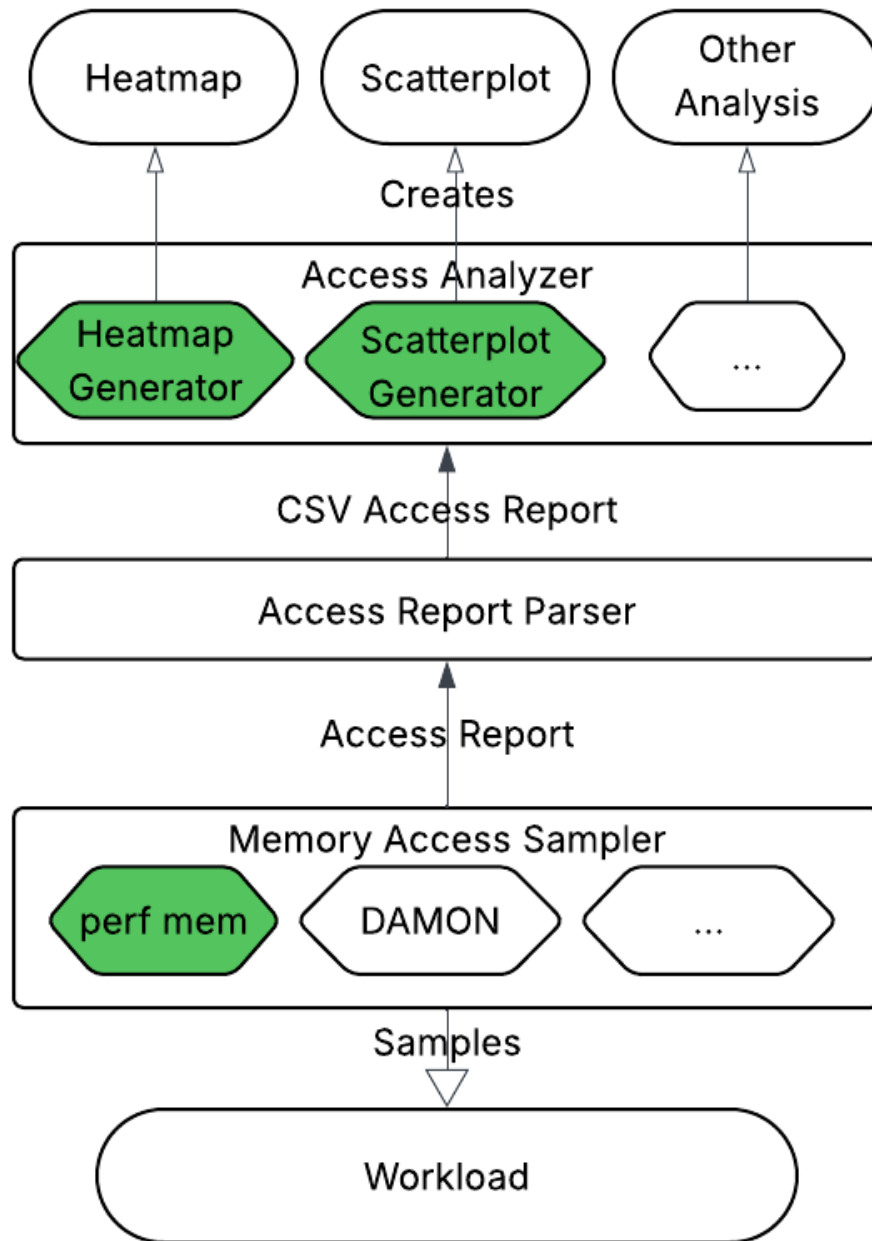 Heatmap
Scatterplot
Other
Analysis
Creates
Access Analyzer
Heatmap
Generator
Scatterplot
Generator
...
CSV Access Report
Access Report Parser
Access Report
Memory Access Sampler
perf mem
DAMON
...
Samples
Workload